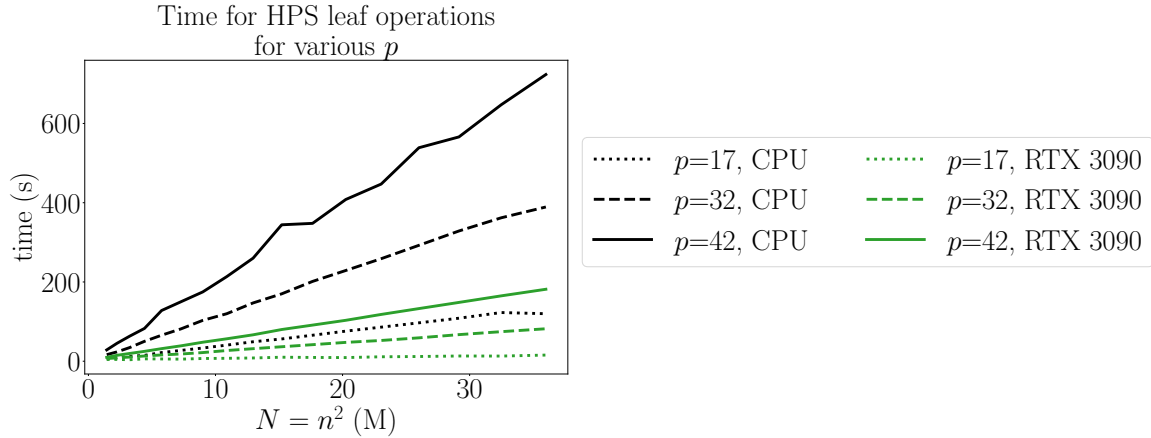 Time for HPS leaf operations
for various p
time (s)
600
400
200
0
0 10 20 30
N = n² (M)
p=17, CPU
p=32, CPU
p=42, CPU
p=17, RTX 3090
p=32, RTX 3090
p=42, RTX 3090